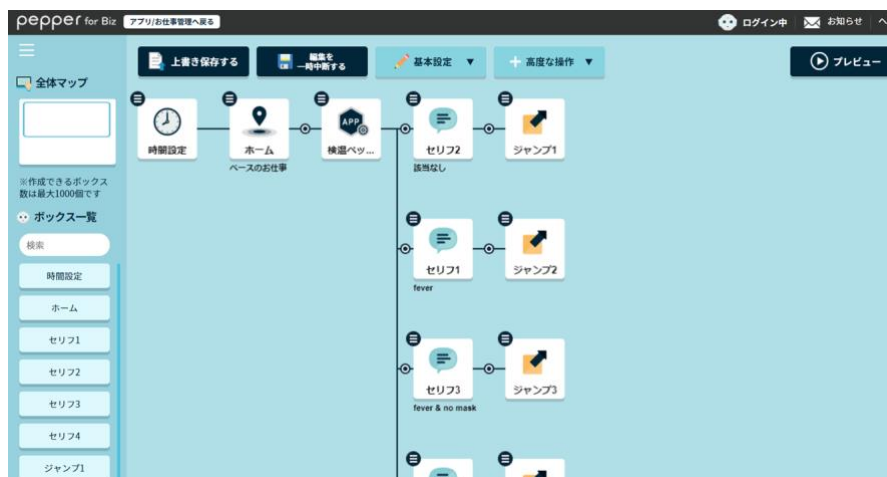 pepper for Biz アプリ/お仕事管理へ戻る ログイン中 お知らせ
上書き保存する
編集を
一時中断する
基本設定 ▼
高度な操作 ▼
プレビュー
全体マップ
※作成できるボックス
数は最大1000個です
ボックス一覧
検索
時間設定
ホーム
セリフ1
セリフ2
セリフ3
セリフ4
ジャンプ1
時間設定
ホーム
ベースのお仕事
APP
検温ペッ...
セリフ2
該当なし
ジャンプ1
セリフ1
fever
ジャンプ2
セリフ3
fever & no mask
ジャンプ3